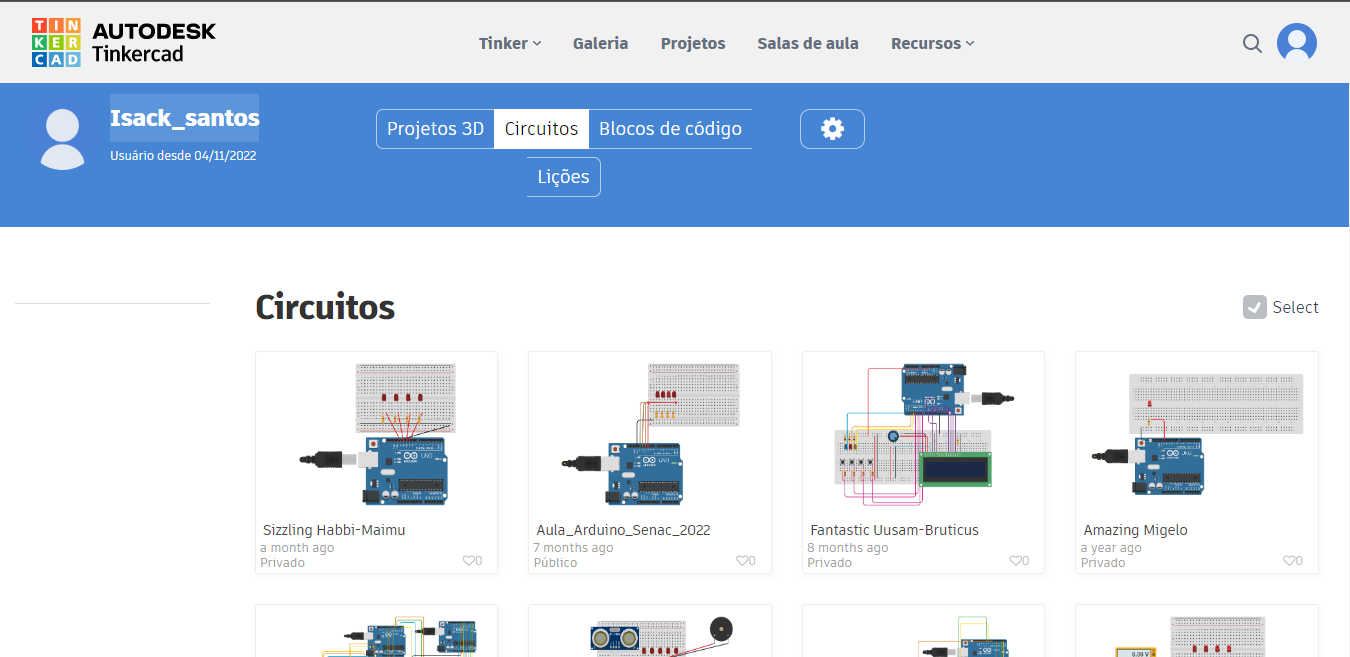 TIN
KER
CAD
AUTODESK
Tinkercad
Tinker
Galeria
Projetos
Salas de aula
Recursos
Isack_santos
Usuário desde 04/11/2022
Projetos 3D
Circuitos
Blocos de código
Lições
Circuitos
Select
Sizzling Habbi-Maimu
a month ago
Privado
0
Aula_Arduino_Senac_2022
7 months ago
Público
0
Fantastic Uusam-Bruticus
8 months ago
Privado
0
Amazing Migelo
a year ago
Privado
0
0.00 V